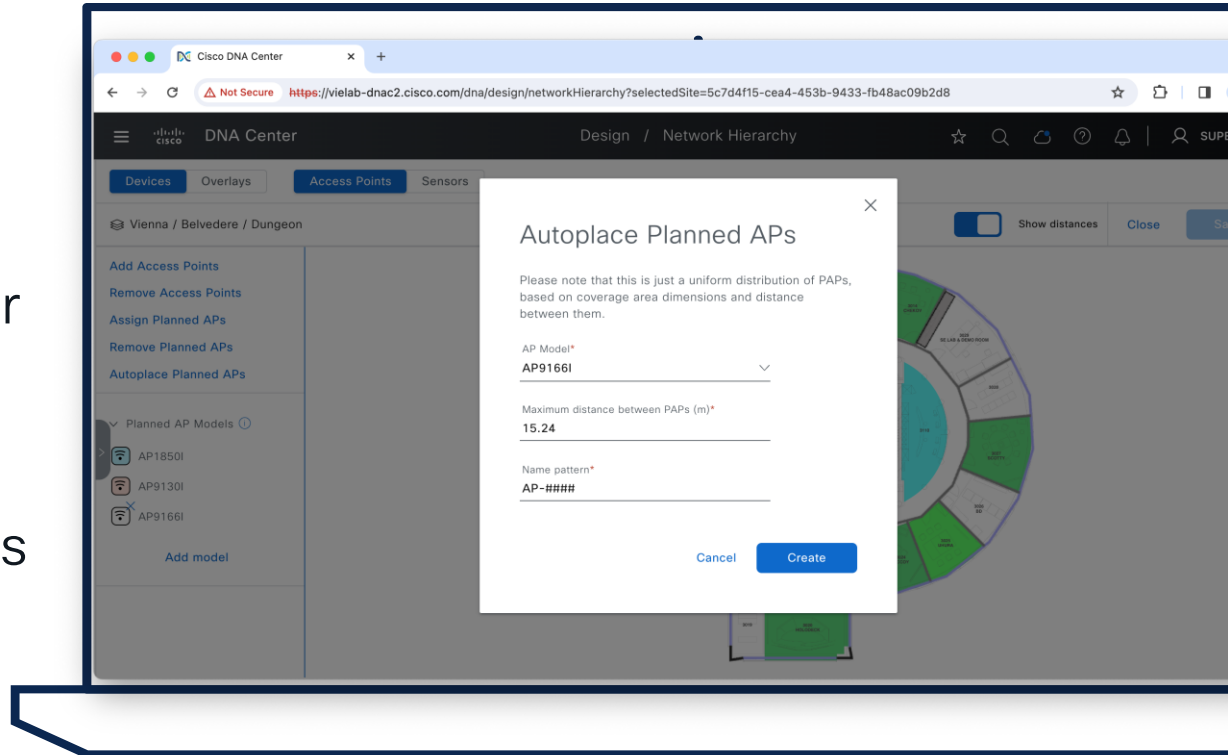 Cisco DNA Center
Not Secure https://vielab-dnac2.cisco.com/dna/design/networkHierarchy?selectedSite=5c7d4f15-cea4-453b-9433-fb48ac09b2d8
CISCO DNA Center Design / Network Hierarchy SUPE
Devices Overlays Access Points Sensors
Vienna / Belvedere / Dungeon
Show distances Close Sa
Add Access Points
Remove Access Points
Assign Planned APs
Remove Planned APs
Autoplace Planned APs
Planned AP Models
AP1850I
AP9130I
AP9166I
Add model
r
s
Autoplace Planned APs
Please note that this is just a uniform distribution of PAPs,
based on coverage area dimensions and distance
between them.
AP Model*
AP9166I
Maximum distance between PAPs (m)*
15.24
Name pattern*
AP-####
Cancel Create